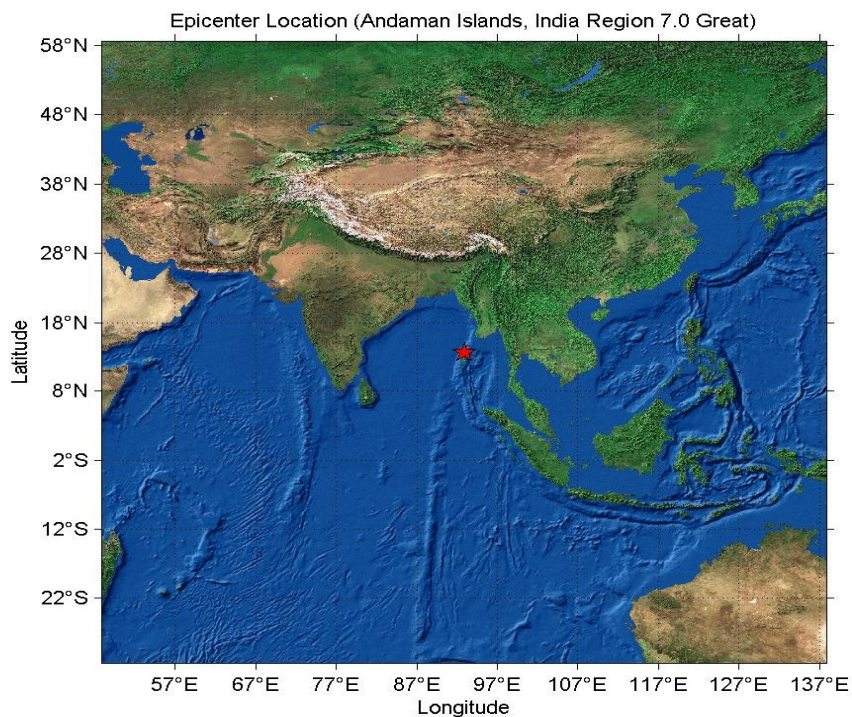 Epicenter Location (Andaman Islands, India Region 7.0 Great)
58°N
48°N
38°N
28°N
18°N
8°N
2°S
12°S
22°S
Latitude
57°E 67°E 77°E 87°E 97°E 107°E 117°E 127°E 137°E
Longitude